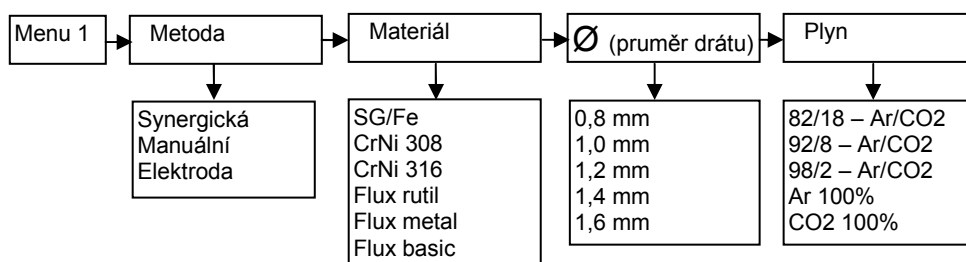 Menu 1
Metoda
Materiál
Ø (pruměr drátu)
Plyn
Synergická
Manuální
Elektroda
SG/Fe
CrNi 308
CrNi 316
Flux rutil
Flux metal
Flux basic
0,8 mm
1,0 mm
1,2 mm
1,4 mm
1,6 mm
82/18 – Ar/CO2
92/8 – Ar/CO2
98/2 – Ar/CO2
Ar 100%
CO2 100%